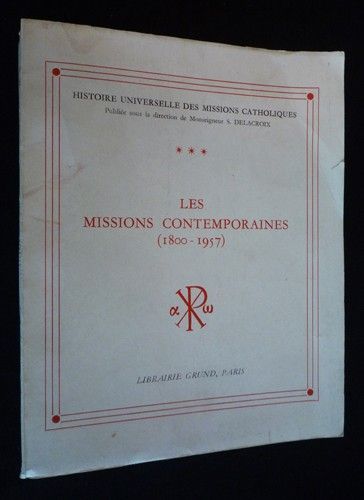 HISTOIRE UNIVERSELLE DES MISSIONS CATHOLIQUES
Publiée sous la direction de Monseigneur S. DELACROIX
* * *
LES
MISSIONS CONTEMPORAINES
(1800-1957)
α ☧ ω
LIBRAIRIE GRUND, PARIS